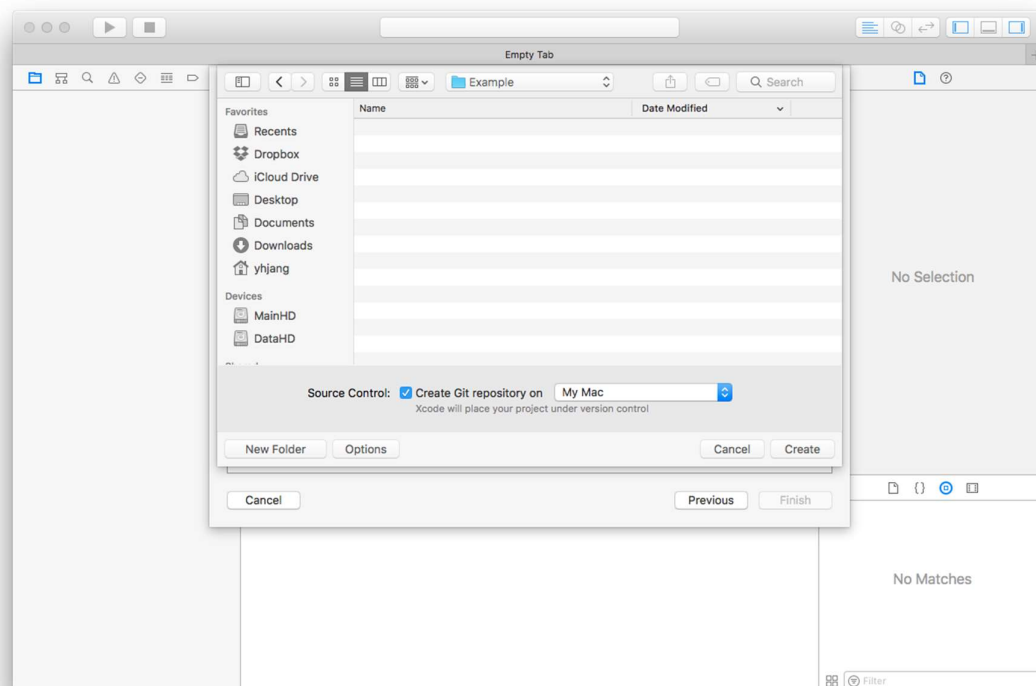 Empty Tab
Example
Search
Favorites
Name
Date Modified
Recents
Dropbox
iCloud Drive
Desktop
Documents
Downloads
yhjang
Devices
MainHD
DataHD
No Selection
Source Control: Create Git repository on My Mac
Xcode will place your project under version control
New Folder Options Cancel Create
Cancel Previous Finish
{}
No Matches
Filter